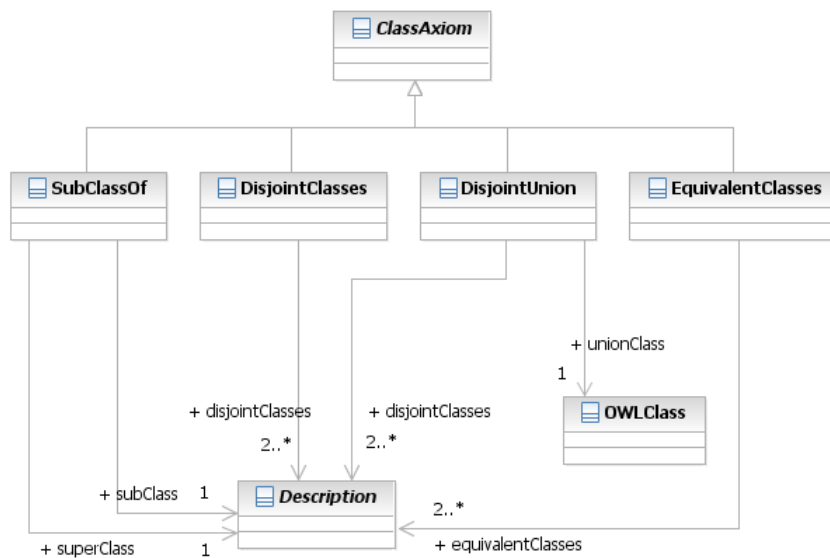 ClassAxiom
SubClassOf
DisjointClasses
DisjointUnion
EquivalentClasses
+ unionClass
1
OWLClass
+ disjointClasses
2..*
+ disjointClasses
2..*
+ subClass 1
Description
2..*
+ superClass 1
+ equivalentClasses